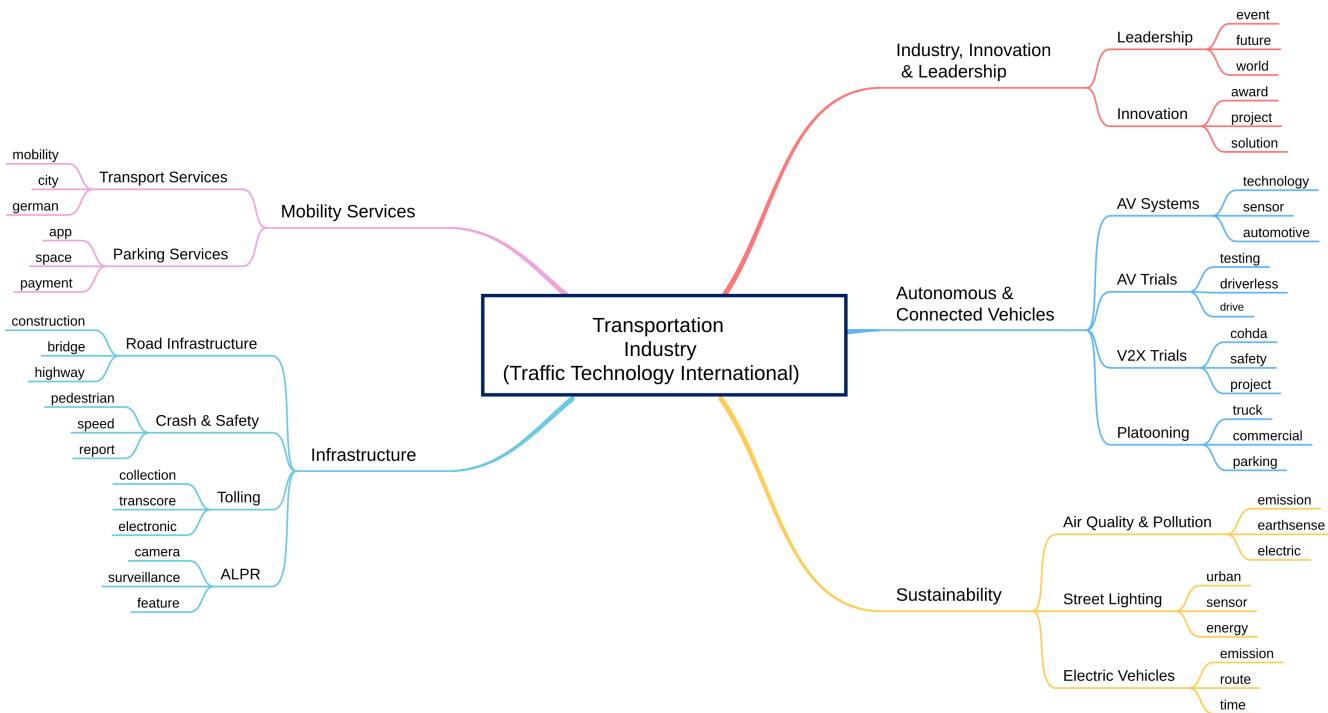 Transportation
Industry
(Traffic Technology International)
Industry, Innovation
& Leadership
Leadership
event
future
world
Innovation
award
project
solution
Autonomous &
Connected Vehicles
AV Systems
technology
sensor
automotive
AV Trials
testing
driverless
drive
V2X Trials
cohda
safety
project
Platooning
truck
commercial
parking
Sustainability
Air Quality & Pollution
emission
earthsense
electric
Street Lighting
urban
sensor
energy
Electric Vehicles
emission
route
time
Mobility Services
Transport Services
mobility
city
german
Parking Services
app
space
payment
Infrastructure
Road Infrastructure
construction
bridge
highway
Crash & Safety
pedestrian
speed
report
Tolling
collection
transcore
electronic
ALPR
camera
surveillance
feature